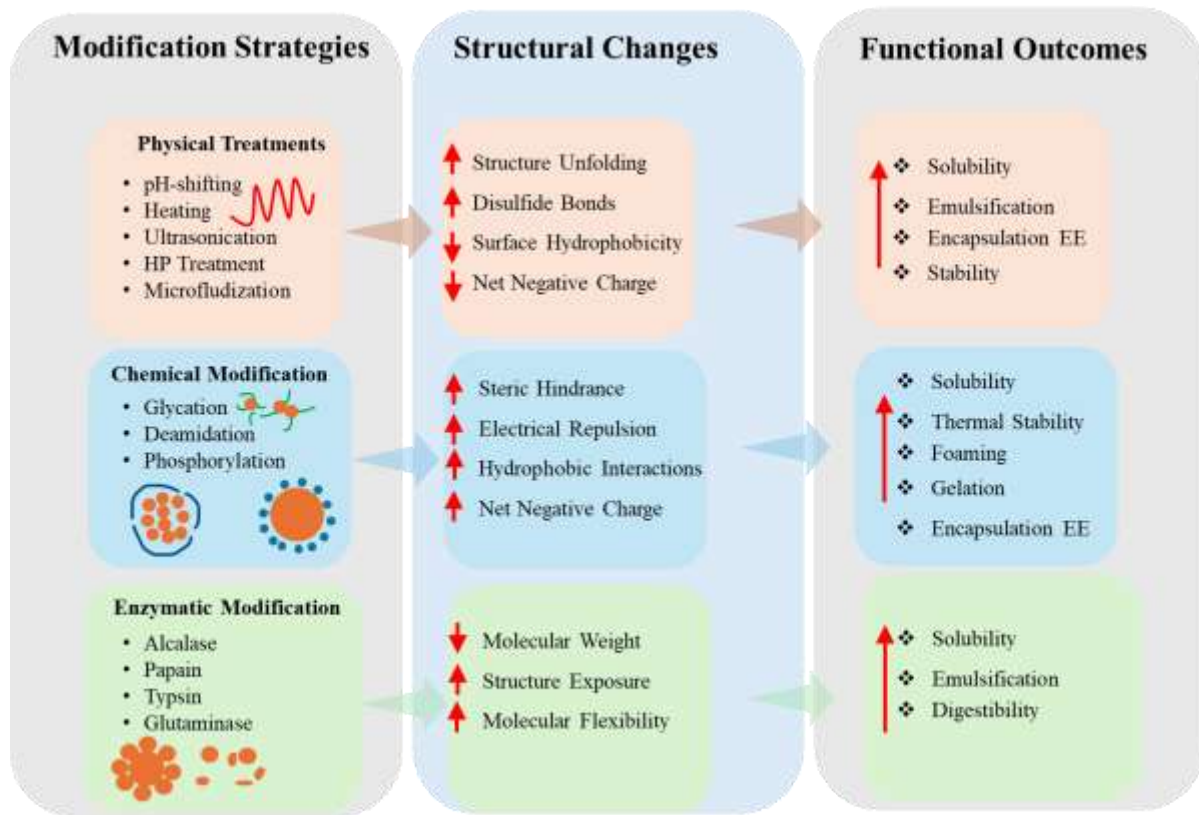 Modification Strategies
Structural Changes
Functional Outcomes
Physical Treatments
• pH-shifting
• Heating
• Ultrasonication
• HP Treatment
• Microfludization
Structure Unfolding
Disulfide Bonds
Surface Hydrophobicity
Net Negative Charge
❖ Solubility
❖ Emulsification
❖ Encapsulation EE
❖ Stability
Chemical Modification
• Glycation
• Deamidation
• Phosphorylation
Steric Hindrance
Electrical Repulsion
Hydrophobic Interactions
Net Negative Charge
❖ Solubility
❖ Thermal Stability
❖ Foaming
❖ Gelation
❖ Encapsulation EE
Enzymatic Modification
• Alcalase
• Papain
• Typsin
• Glutaminase
Molecular Weight
Structure Exposure
Molecular Flexibility
❖ Solubility
❖ Emulsification
❖ Digestibility